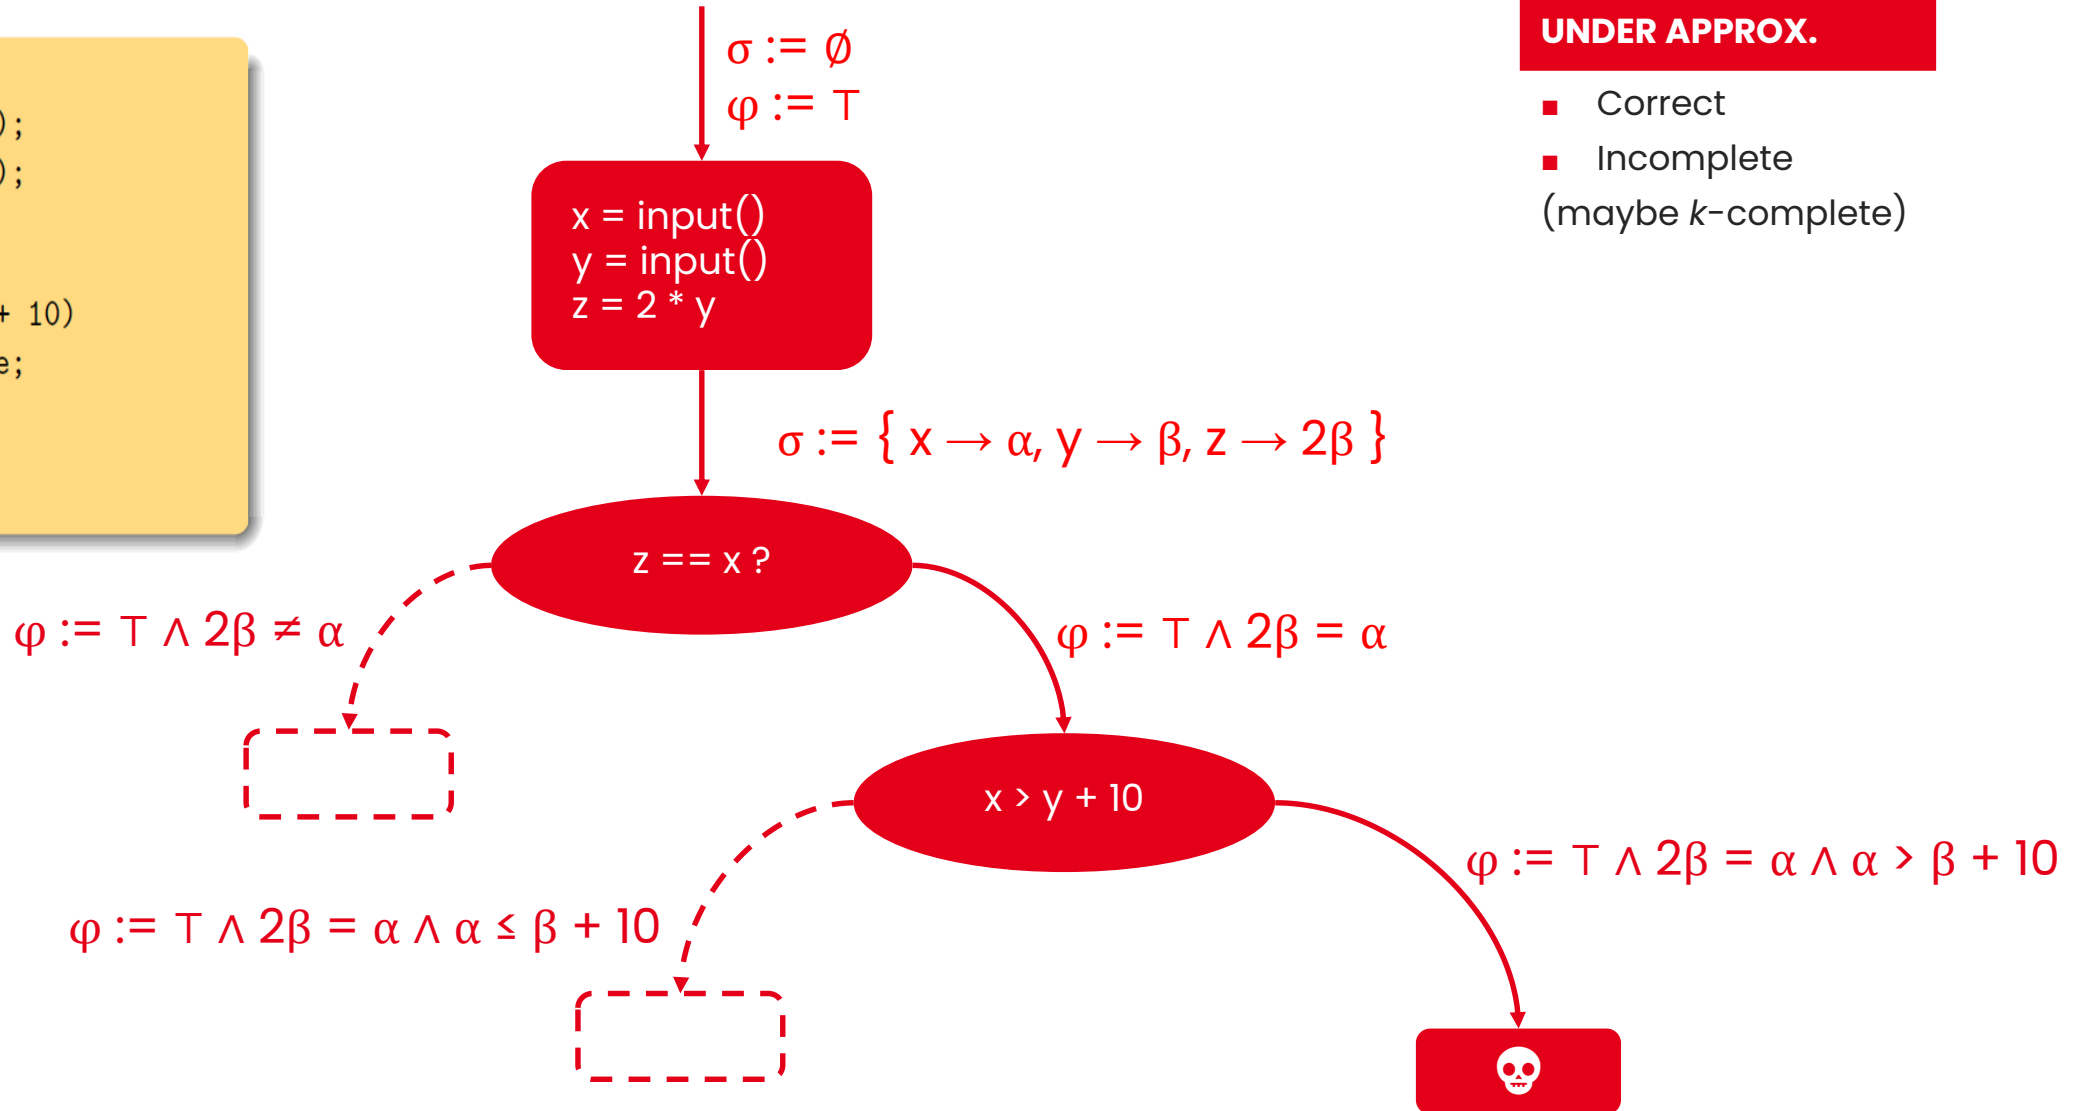 σ := ∅
φ := ⊤
UNDER APPROX.
■ Correct
■ Incomplete
(maybe k-complete)
);
);
+ 10)
e;
x = input()
y = input()
z = 2 * y
σ := { x → α, y → β, z → 2β }
z == x ?
φ := ⊤ ∧ 2β ≠ α
φ := ⊤ ∧ 2β = α
x > y + 10
φ := ⊤ ∧ 2β = α ∧ α > β + 10
φ := ⊤ ∧ 2β = α ∧ α ≤ β + 10